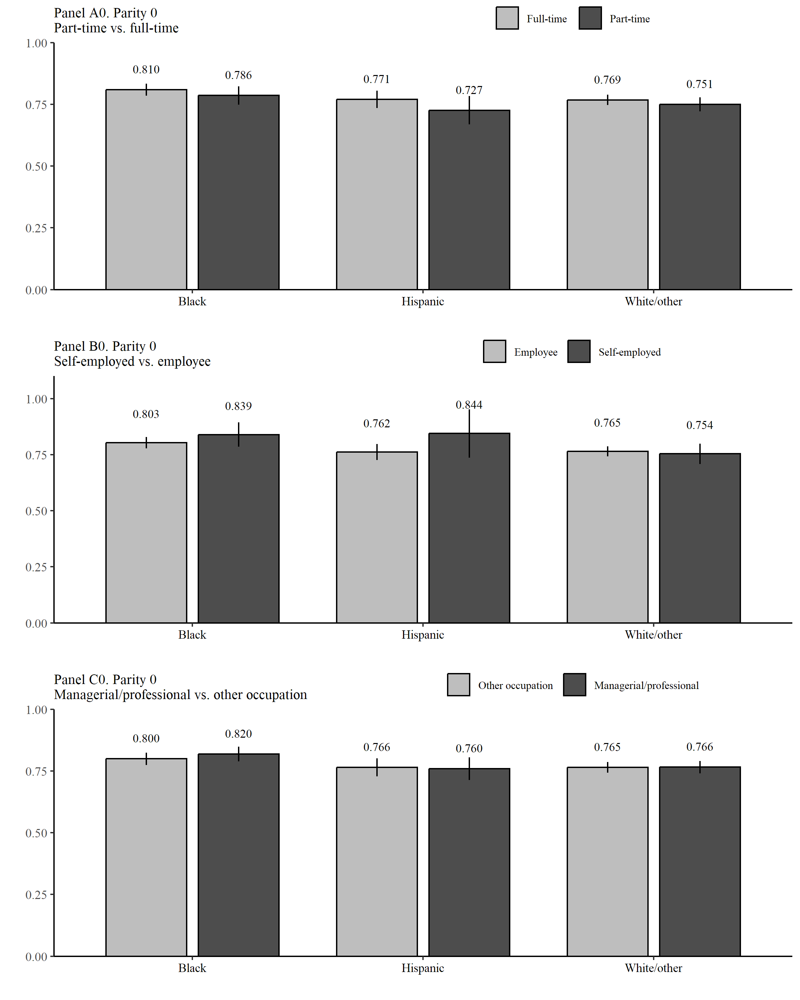 Panel A0. Parity 0
Part-time vs. full-time
Full-time
Part-time
1.00
0.75
0.50
0.25
0.00
0.810
0.786
0.771
0.727
0.769
0.751
Black
Hispanic
White/other
Panel B0. Parity 0
Self-employed vs. employee
Employee
Self-employed
1.00
0.75
0.50
0.25
0.00
0.803
0.839
0.762
0.844
0.765
0.754
Black
Hispanic
White/other
Panel C0. Parity 0
Managerial/professional vs. other occupation
Other occupation
Managerial/professional
1.00
0.75
0.50
0.25
0.00
0.800
0.820
0.766
0.760
0.765
0.766
Black
Hispanic
White/other